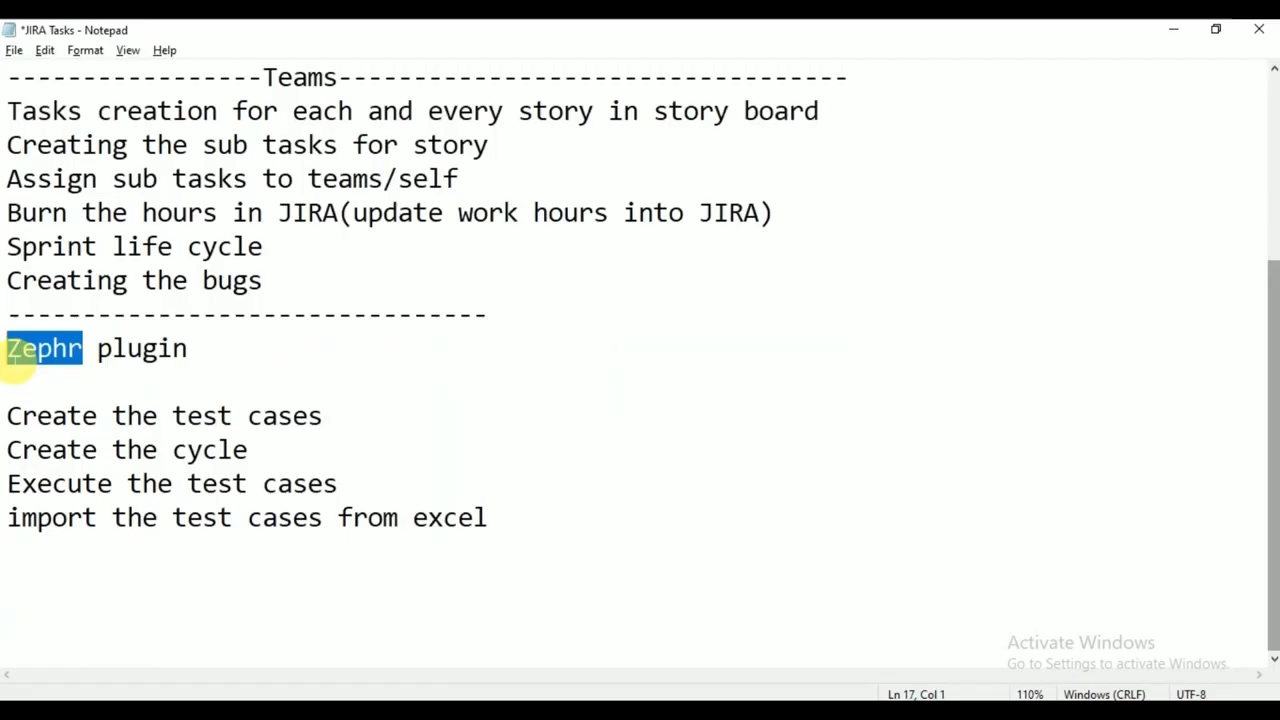 *JIRA Tasks - Notepad
File Edit Format View Help
-----------------Teams----------------------------------
Tasks creation for each and every story in story board
Creating the sub tasks for story
Assign sub tasks to teams/self
Burn the hours in JIRA(update work hours into JIRA)
Sprint life cycle
Creating the bugs
--------------------------------
Zephr plugin
Create the test cases
Create the cycle
Execute the test cases
import the test cases from excel
Activate Windows
Go to Settings to activate Windows.
Ln 17, Col 1 110% Windows (CRLF) UTF-8